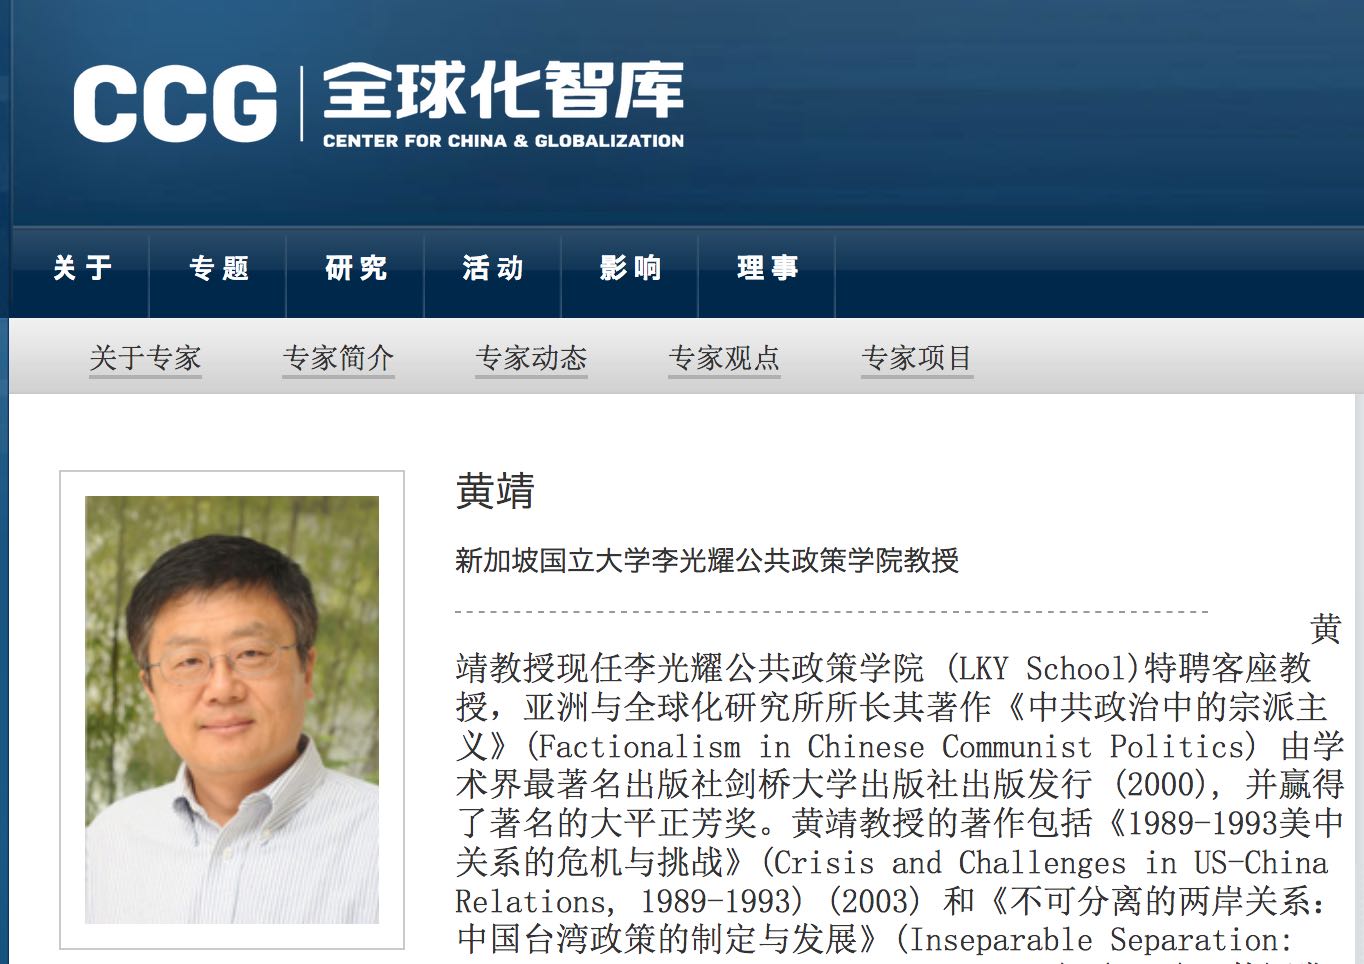 CCG
全球化智库
CENTER FOR CHINA & GLOBALIZATION
关于 专题 研究 活动 影响 理事
关于专家 专家简介 专家动态 专家观点 专家项目
黄靖
新加坡国立大学李光耀公共政策学院教授
黄
靖教授现任李光耀公共政策学院 (LKY School)特聘客座教
授，亚洲与全球化研究所所长其著作《中共政治中的宗派主
义》(Factionalism in Chinese Communist Politics) 由学
术界最著名出版社剑桥大学出版社出版发行 (2000), 并赢得
了著名的大平正芳奖。黄靖教授的著作包括《1989-1993美中
关系的危机与挑战》(Crisis and Challenges in US-China
Relations, 1989-1993) (2003) 和《不可分离的两岸关系：
中国台湾政策的制定与发展》(Inseparable Separation: